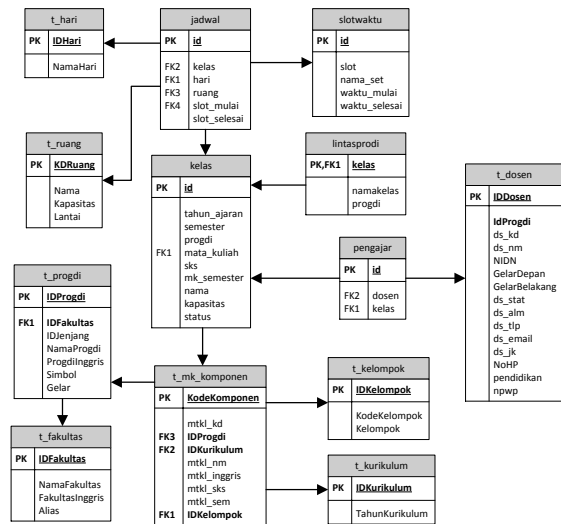 t_hari
PK IDHari
NamaHari
jadwal
PK id
FK2 kelas
FK1 hari
FK3 ruang
FK4 slot_mulai
slot_selesai
slotwaktu
PK id
slot
nama_set
waktu_mulai
waktu_selesai
t_ruang
PK KDRuang
Nama
Kapasitas
Lantai
kelas
PK id
tahun_ajaran
semester
progdi
FK1 mata_kuliah
sks
mk_semester
nama
kapasitas
status
lintasprodi
PK,FK1 kelas
namakelas
progdi
t_dosen
PK IDDosen
IdProgdi
ds_kd
ds_nm
NIDN
GelarDepan
GelarBelakang
ds_stat
ds_alm
ds_tlp
ds_email
ds_jk
NoHP
pendidikan
npwp
pengajar
PK id
FK2 dosen
FK1 kelas
t_progdi
PK IDProgdi
FK1 IDFakultas
IDJenjang
NamaProgdi
ProgdiInggris
Simbol
Gelar
t_mk_komponen
PK KodeKomponen
mtkl_kd
FK3 IDProgdi
FK2 IDKurikulum
mtkl_nm
mtkl_inggris
mtkl_sks
mtkl_sem
FK1 IDKelompok
t_kelompok
PK IDKelompok
KodeKelompok
Kelompok
t_fakultas
PK IDFakultas
NamaFakultas
FakultasInggris
Alias
t_kurikulum
PK IDKurikulum
TahunKurikulum